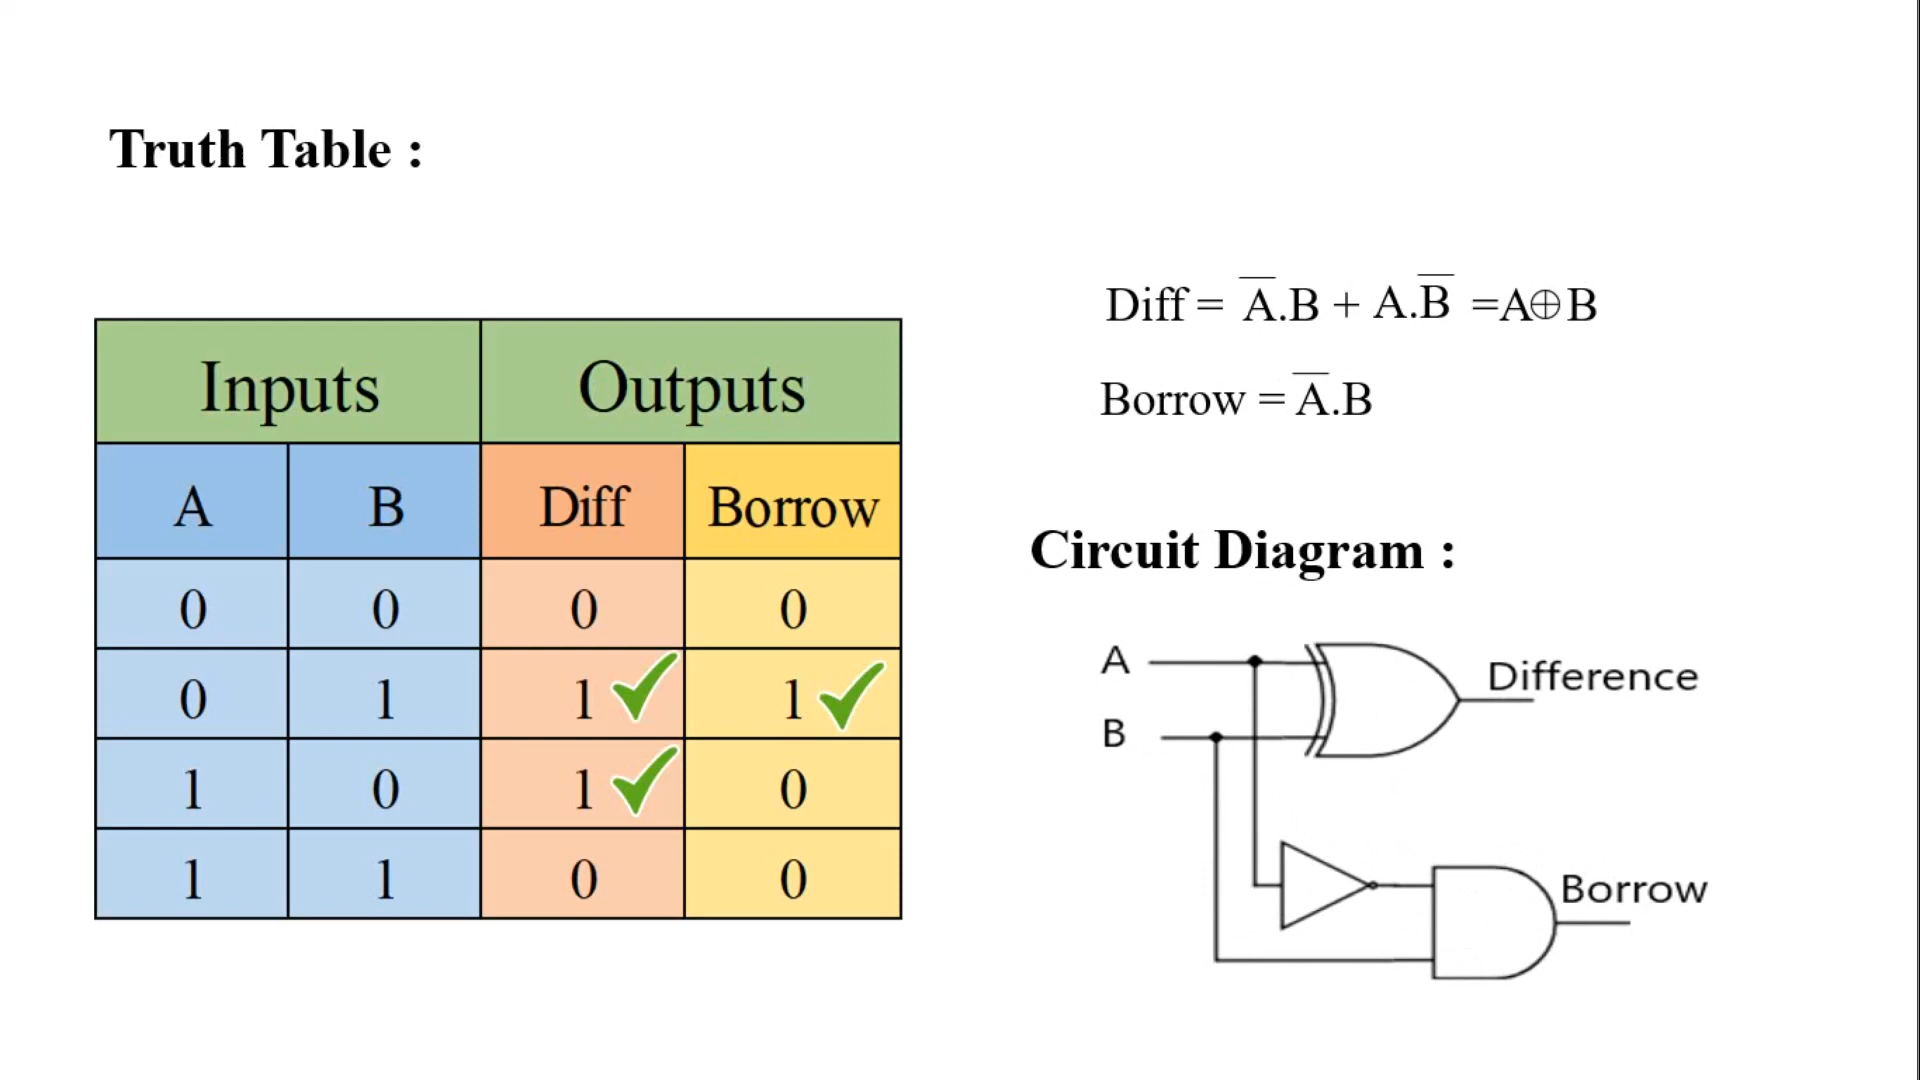 Truth Table :
Inputs Outputs
A B Diff Borrow
0 0 0 0
0 1 1 1
1 0 1 0
1 1 0 0
Diff = A̅.B + A.B̅ =A⊕B
Borrow = A̅.B
Circuit Diagram :
A
Difference
B
Borrow